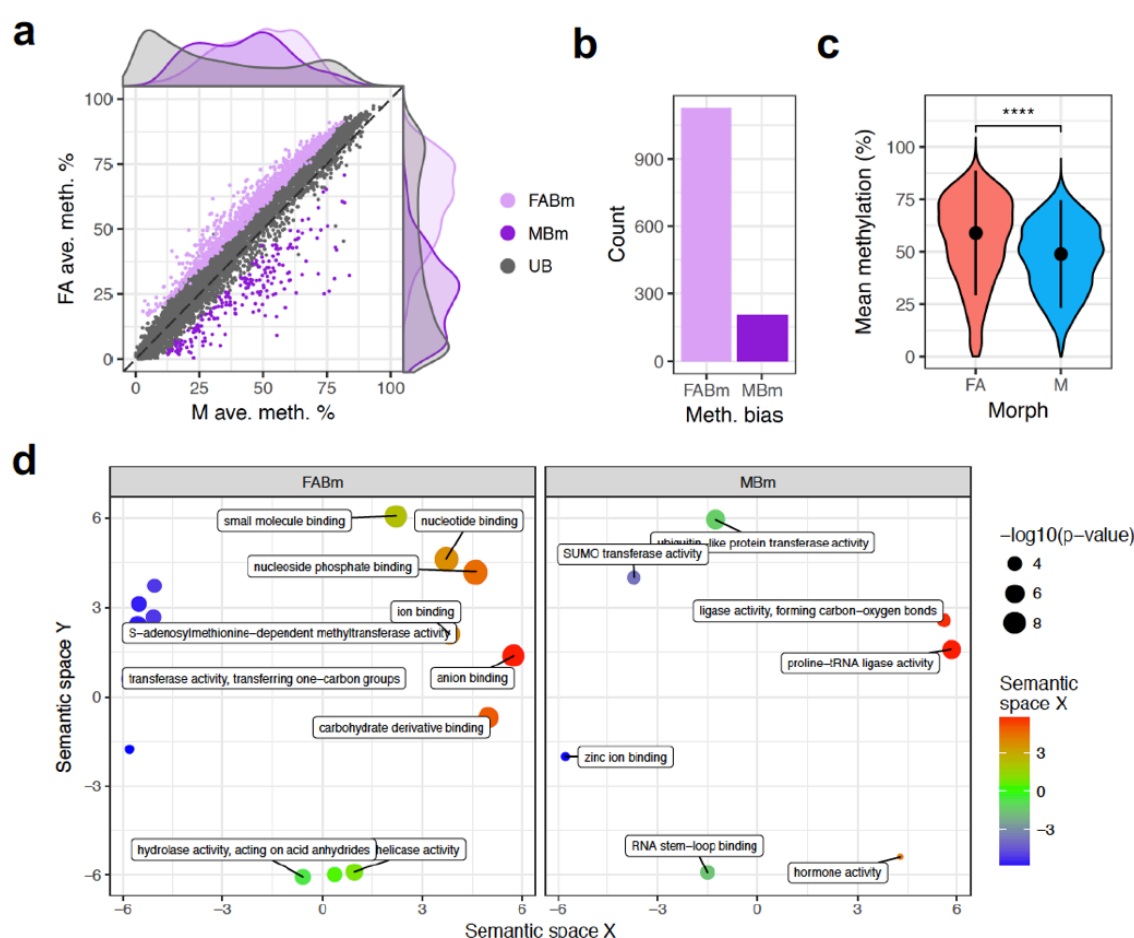 a
b
c
100
75
50
25
0
FA ave. meth. %
0
25
50
75
100
M ave. meth. %
FABm
MBm
UB
900
600
300
0
Count
FABm
MBm
Meth. bias
****
100
75
50
25
0
Mean methylation (%)
FA
M
Morph
d
FABm
MBm
small molecule binding
nucleotide binding
nucleoside phosphate binding
ion binding
S−adenosylmethionine−dependent methyltransferase activity
transferase activity, transferring one−carbon groups
anion binding
carbohydrate derivative binding
hydrolase activity, acting on acid anhydrides
helicase activity
ubiquitin−like protein transferase activity
SUMO transferase activity
ligase activity, forming carbon−oxygen bonds
proline−tRNA ligase activity
zinc ion binding
RNA stem−loop binding
hormone activity
6
3
0
−3
−6
Semantic space Y
−6
−3
0
3
6
−6
−3
0
3
6
Semantic space X
−log10(p−value)
4
6
8
Semantic
space X
3
0
−3